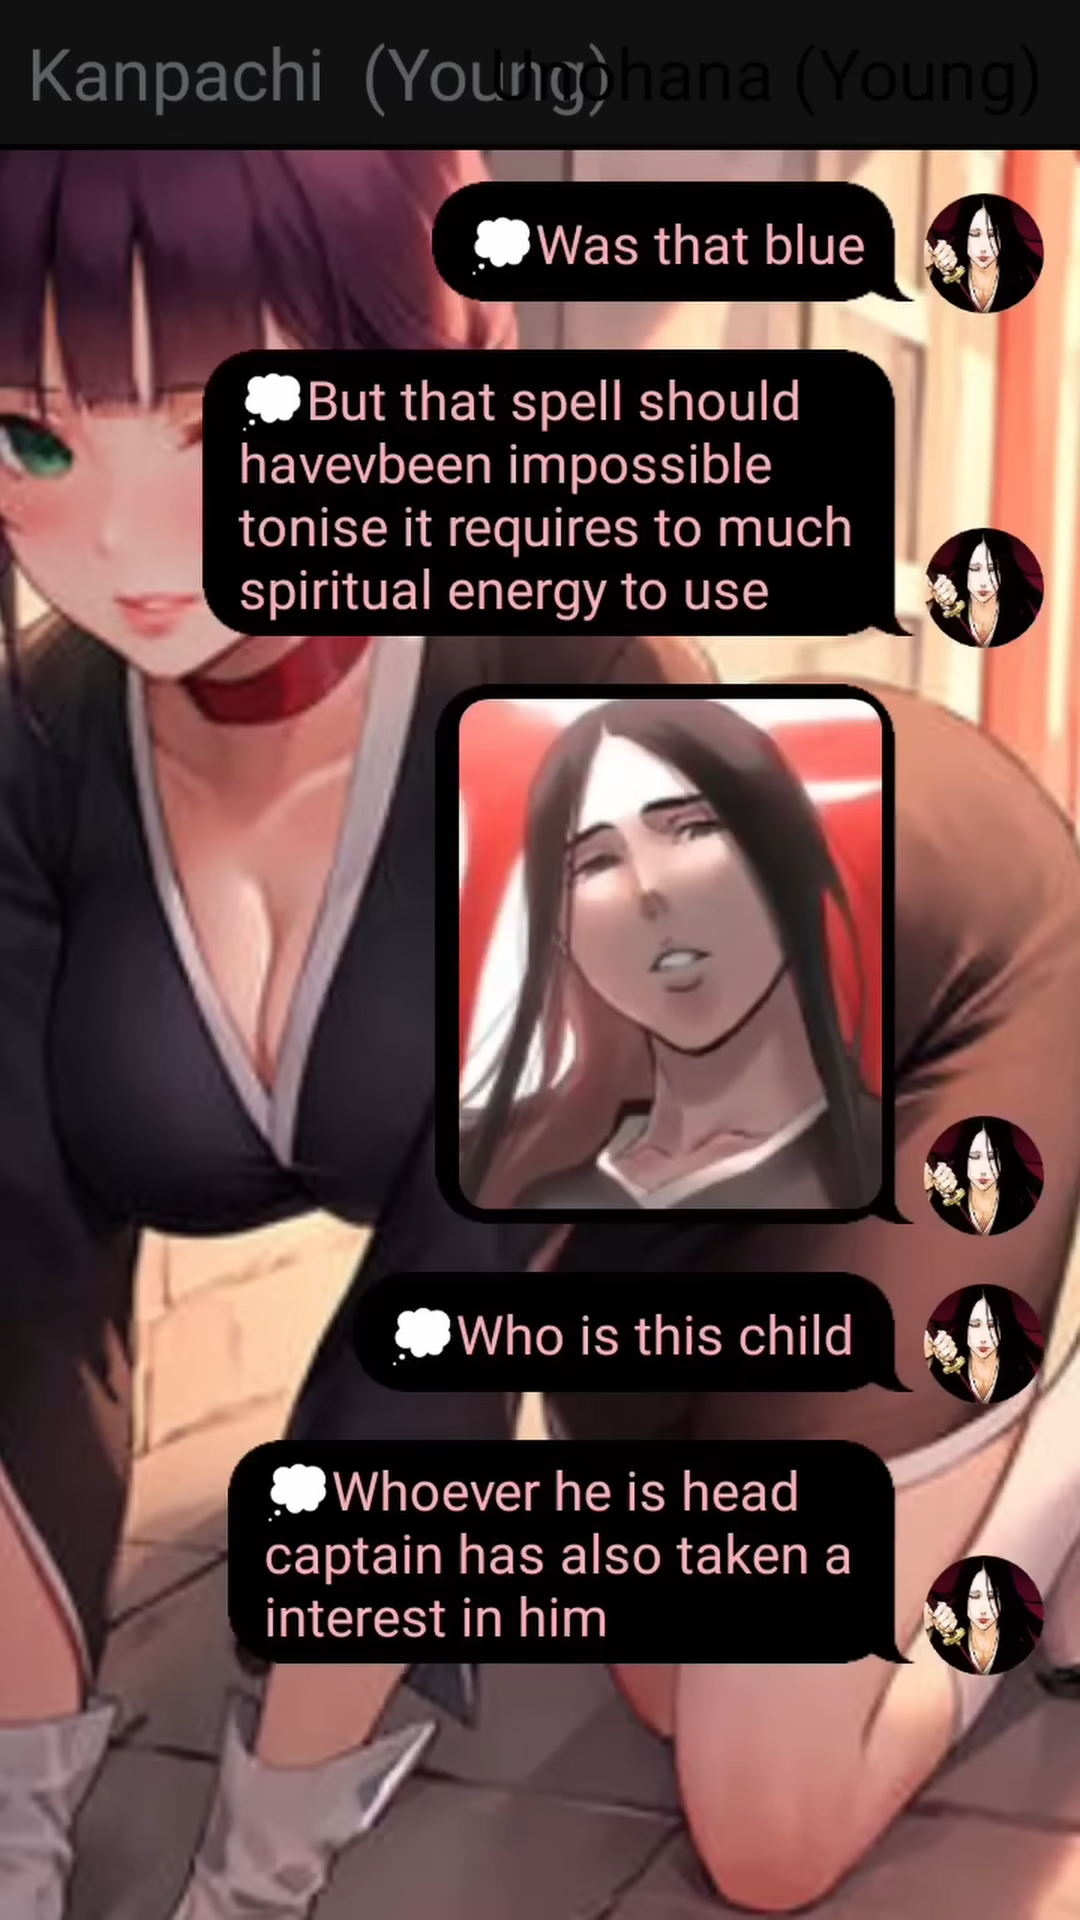 Kanpachi (Young)
Unohana (Young)
💭Was that blue
💭But that spell should
havevbeen impossible
tonise it requires to much
spiritual energy to use
💭Who is this child
💭Whoever he is head
captain has also taken a
interest in him